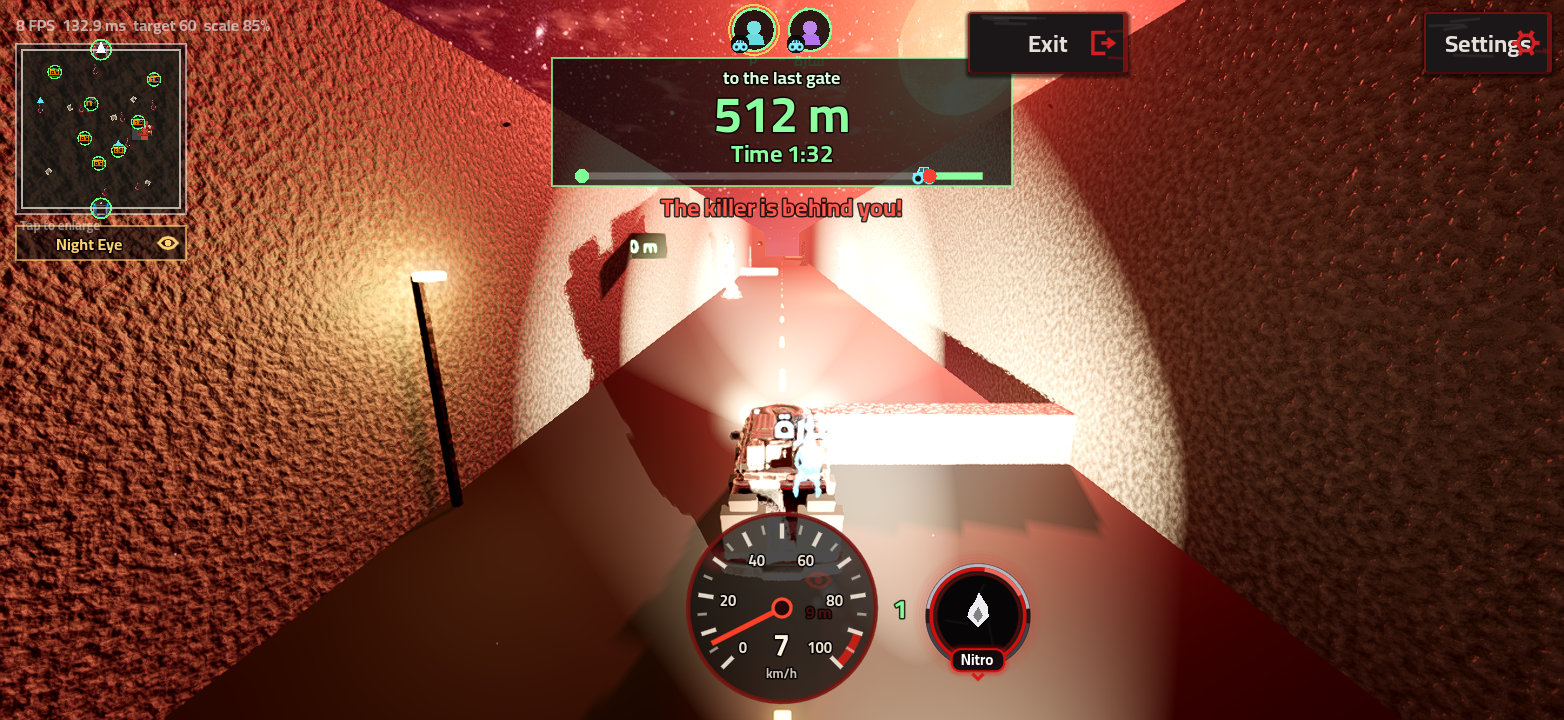 8 FPS 132.9 ms target 60 scale 85%
Exit
Settings
to the last gate
512 m
Time 1:32
The killer is behind you!
Tap to enlarge
Night Eye
0 m
40 60
20 80
9 m
0 7 100
km/h
1
Nitro